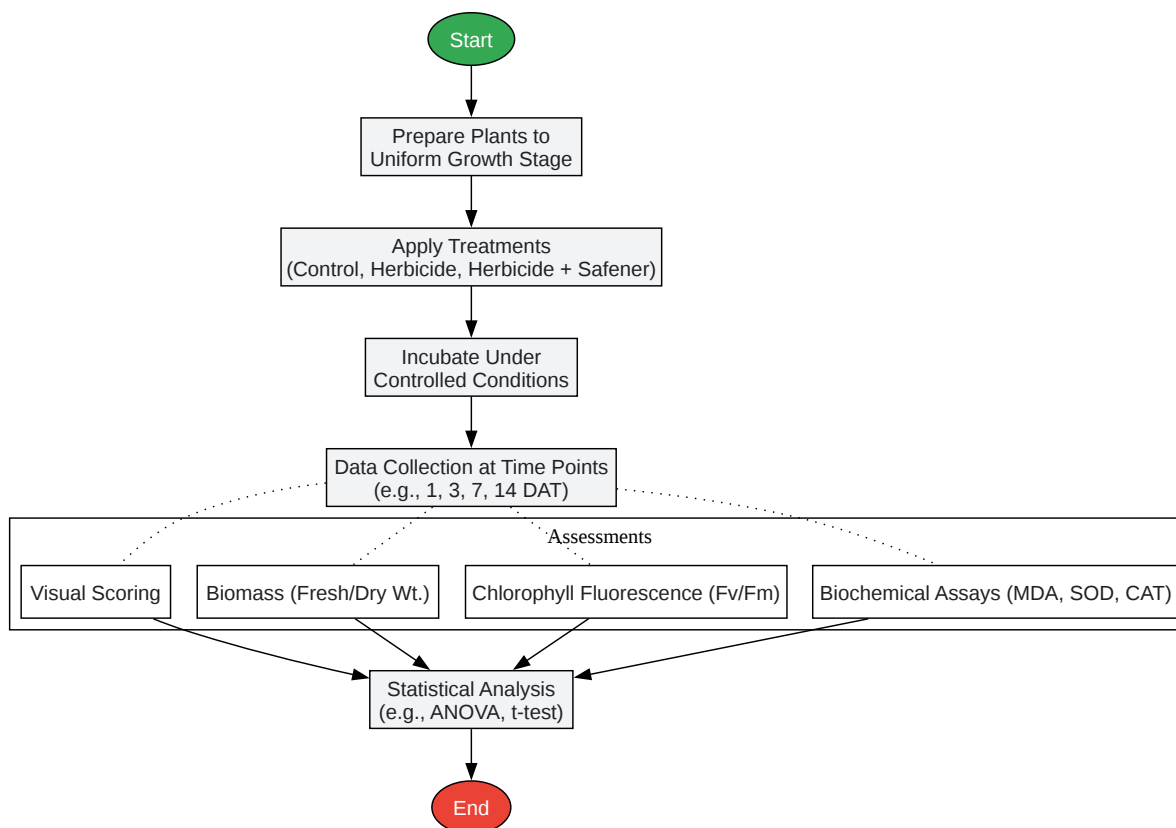 Start
Prepare Plants to
Uniform Growth Stage
Apply Treatments
(Control, Herbicide, Herbicide + Safener)
Incubate Under
Controlled Conditions
Data Collection at Time Points
(e.g., 1, 3, 7, 14 DAT)
Assessments
Visual Scoring
Biomass (Fresh/Dry Wt.)
Chlorophyll Fluorescence (Fv/Fm)
Biochemical Assays (MDA, SOD, CAT)
Statistical Analysis
(e.g., ANOVA, t-test)
End